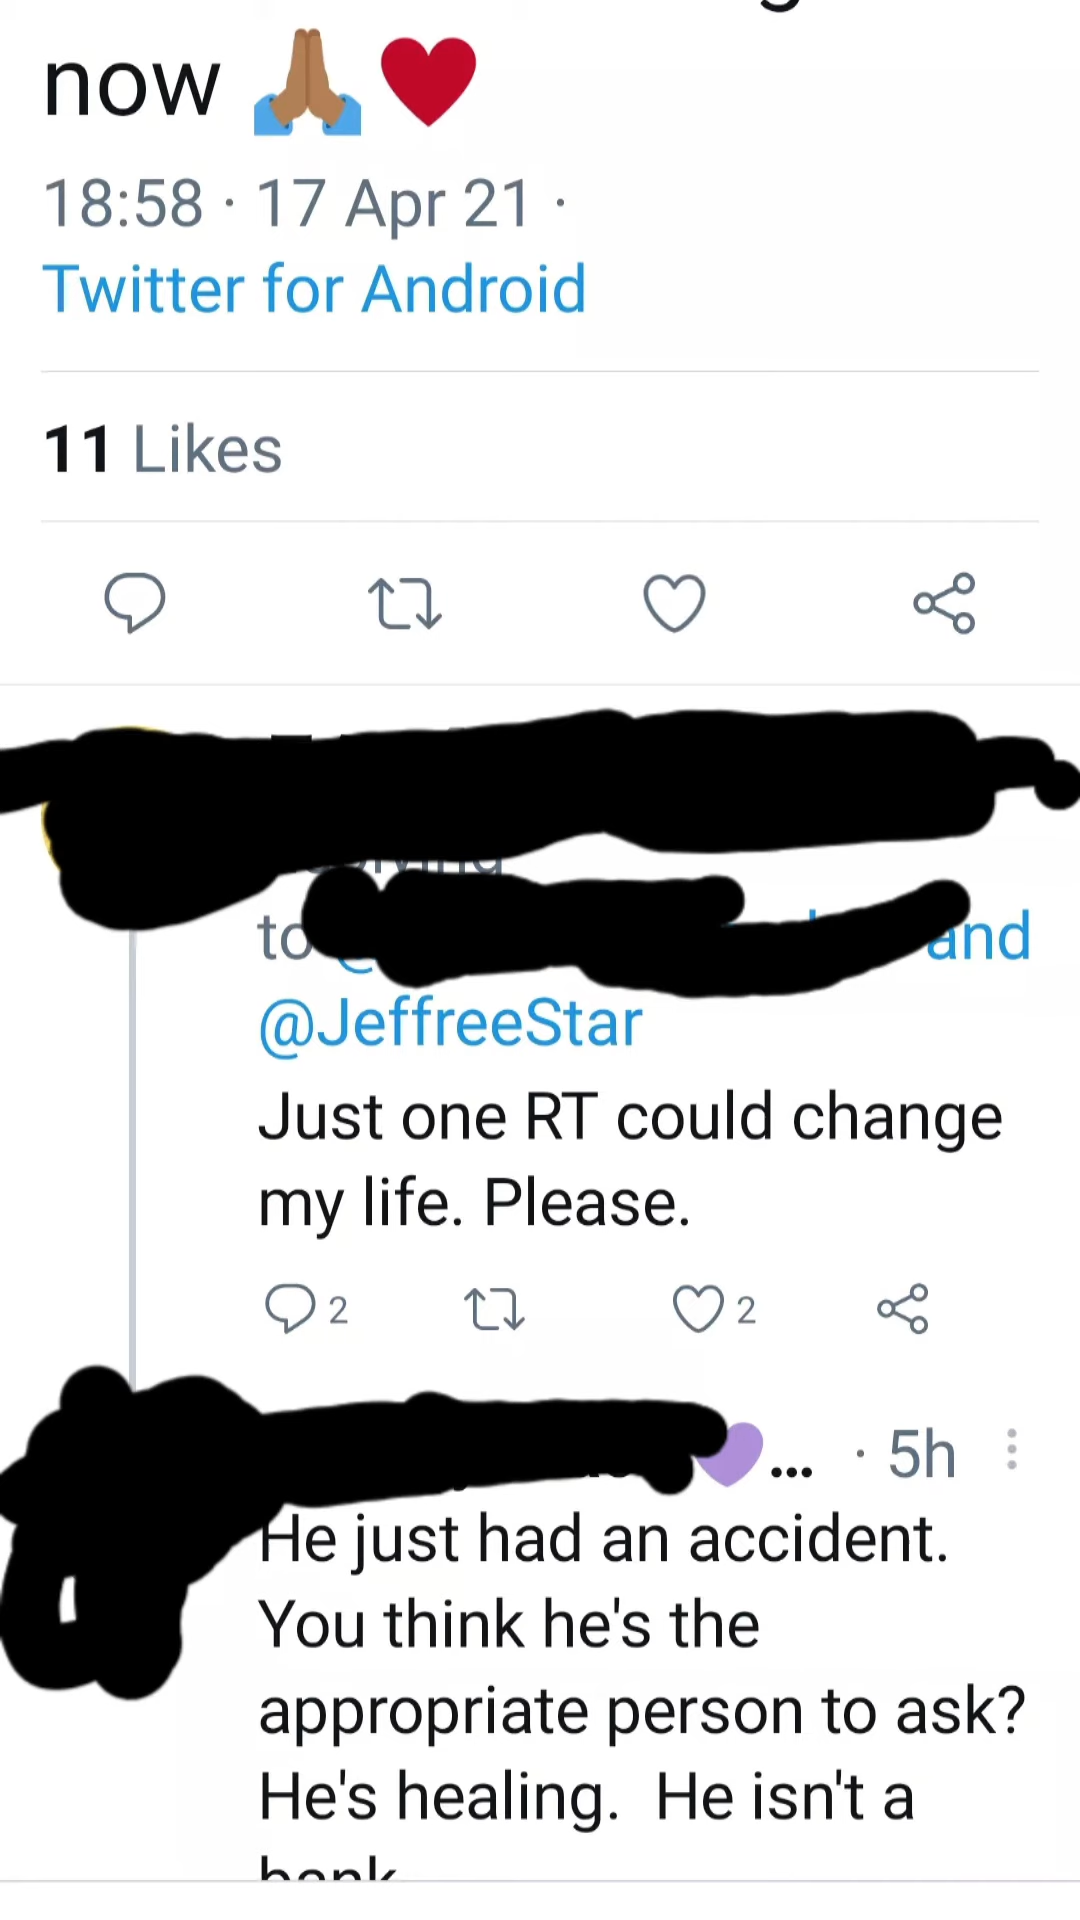 now 🙏🏽♥
18:58 · 17 Apr 21 ·
Twitter for Android
11 Likes
to and
@JeffreeStar
Just one RT could change
my life. Please.
2 2
💜... · 5h
He just had an accident.
You think he's the
appropriate person to ask?
He's healing.  He isn't a